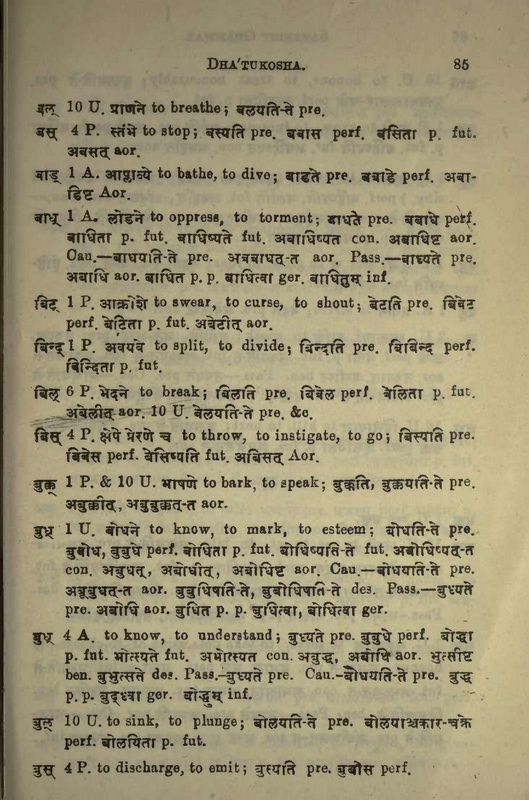 DHA'TUKOSHA. 85
बल् 10 U. प्राणने to breathe; बलयति-ते pre.
बस् 4 P. स्तंभे to stop; बस्यति pre. बबास perf. बसिता p. fut.
अबसत् aor.
बाड् 1 A. आप्लाव्ये to bathe, to dive; बाडते pre. बबाडे perf. अबा-
डिष्ट Aor.
बाध् 1 A. लोडने to oppress, to torment; बाधते pre. बबाधे perf.
बाधिता p. fut. बाधिष्यते fut. अबाधिष्यत con. अबाधिष्ट aor.
Cau.—बाधयति-ते pre. अबबाधत्-त aor. Pass.—बाध्यते pre.
अबाधि aor. बाधित p. p. बाधित्वा ger. बाधितुम् inf.
बिट् 1 P. आक्रोशे to swear, to curse, to shout; बेटति pre. बिबेट
perf. बेटिता p. fut. अबेटीत् aor.
बिन्द् 1 P. अवयवे to split, to divide; बिन्दति pre. बिबिन्द perf.
बिन्दिता p. fut.
बिल् 6 P. भेदने to break; बिलति pre. बिबेल perf. बेलिता p. fut.
अबेलीत् aor. 10 U. बेलयति-ते pre. &c.
बिस् 4 P. क्षेपे प्रेरणे च to throw, to instigate, to go; बिस्यति pre.
बिबेस perf. बेसिष्यति fut. अबिसत् Aor.
बुक्क् 1 P. & 10 U. भाषणे to bark, to speak; बुक्कति, बुक्कयति-ते pre.
अबुक्कीत्, अबुबुक्कत्-त aor.
बुध् 1 U. बोधने to know, to mark, to esteem; बोधति-ते pre.
बुबोध, बुबुधे perf. बोधिता p. fut. बोधिष्यति-ते fut. अबोधिष्यत्-त
con. अबुधत्, अबोधीत्, अबोधिष्ट aor. Cau.—बोधयति-ते pre.
अबूबुधत्-त aor. बुबुधिषति-ते, बुबोधिषति-ते des. Pass.—बुध्यते
pre. अबोधि aor. बुधित p. p. बुधित्वा, बोधित्वा ger.
बुध् 4 A. to know, to understand; बुध्यते pre. बुबुधे perf. बोद्धा
p. fut. भोत्स्यते fut. अभोत्स्यत con. अबुद्ध, अबोधि aor. भुत्सीष्ट
ben. बुभुत्सते des. Pass.-बुध्यते pre. Cau.-बोधयति-ते pre. बुद्ध
p. p. बुद्ध्वा ger. बोद्धुम् inf.
बुल् 10 U. to sink, to plunge; बोलयति-ते pre. बोलयाञ्चकार-चक्रे
perf. बोलयिता p. fut.
बुस् 4 P. to discharge, to emit; बुस्यति pre. बुबोस perf.